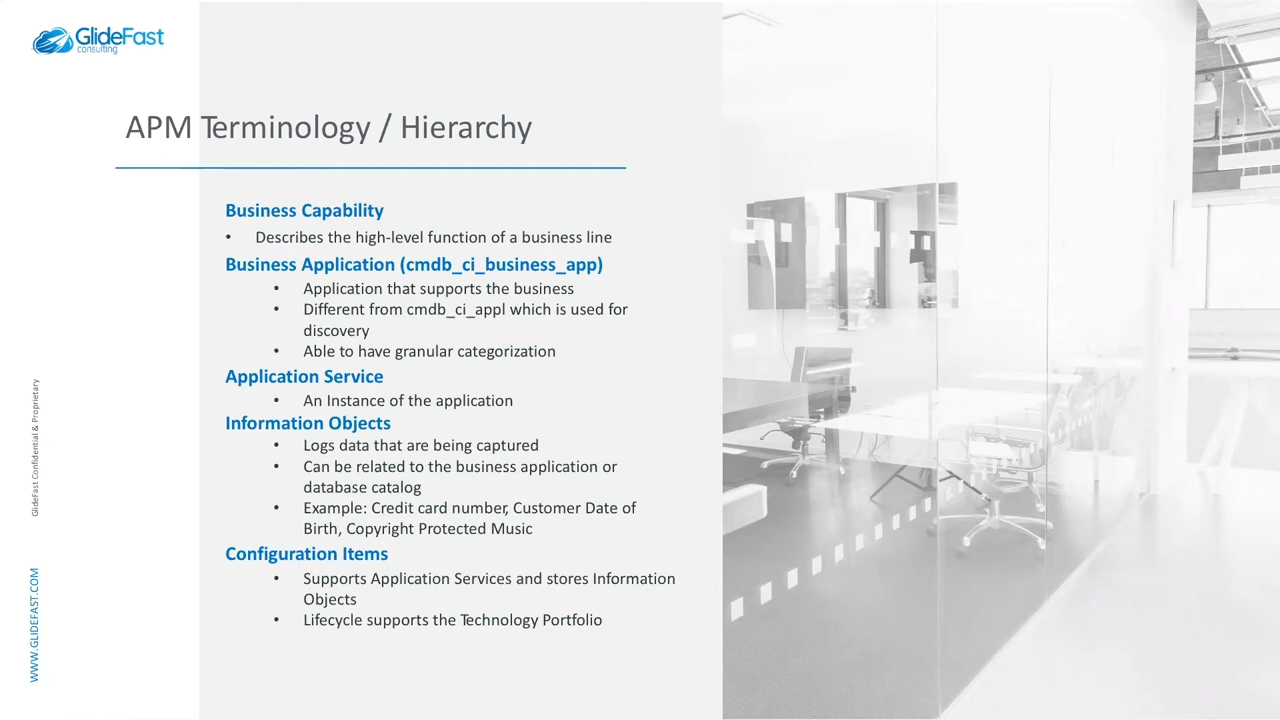 GlideFast
consulting
APM Terminology / Hierarchy
Business Capability
• Describes the high-level function of a business line
Business Application (cmdb_ci_business_app)
• Application that supports the business
• Different from cmdb_ci_appl which is used for
discovery
• Able to have granular categorization
Application Service
• An Instance of the application
Information Objects
• Logs data that are being captured
• Can be related to the business application or
database catalog
• Example: Credit card number, Customer Date of
Birth, Copyright Protected Music
Configuration Items
• Supports Application Services and stores Information
Objects
• Lifecycle supports the Technology Portfolio
GlideFast Confidential & Proprietary
WWW.GLIDEFAST.COM